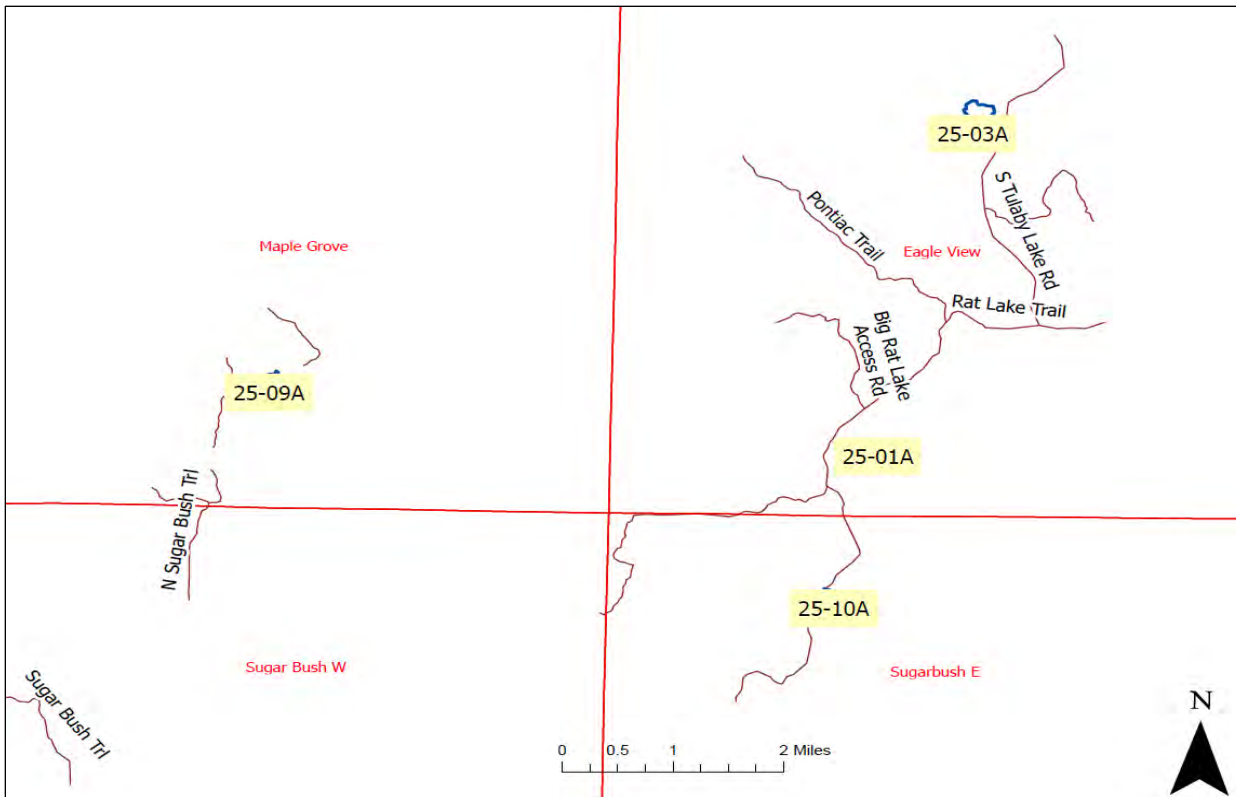 25-03A
Pontiac Trail
S Tulaby Lake Rd
Maple Grove
Eagle View
Rat Lake Trail
Big Rat Lake
Access Rd
25-09A
25-01A
N Sugar Bush Trl
25-10A
Sugar Bush W
Sugarbush E
Sugar Bush Trl
N
0 0.5 1 2 Miles